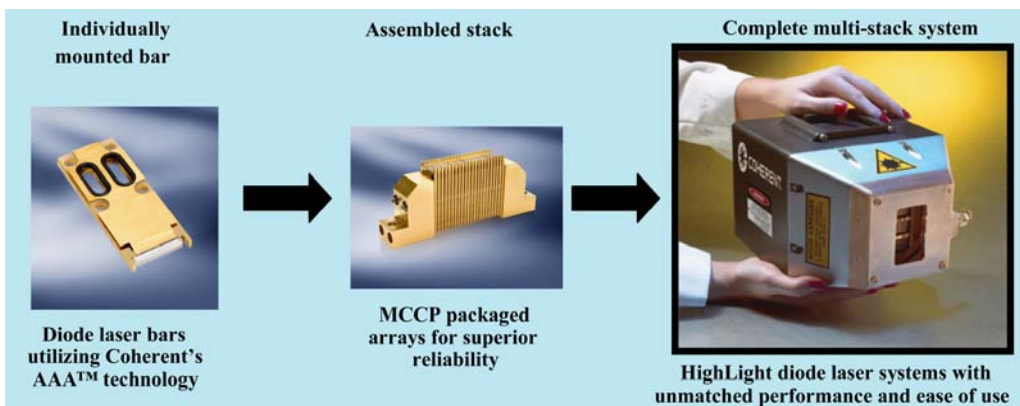 Individually
mounted bar
Assembled stack
Complete multi-stack system
COHERENT
Diode laser bars
utilizing Coherent's
AAA™ technology
MCCP packaged
arrays for superior
reliability
HighLight diode laser systems with
unmatched performance and ease of use